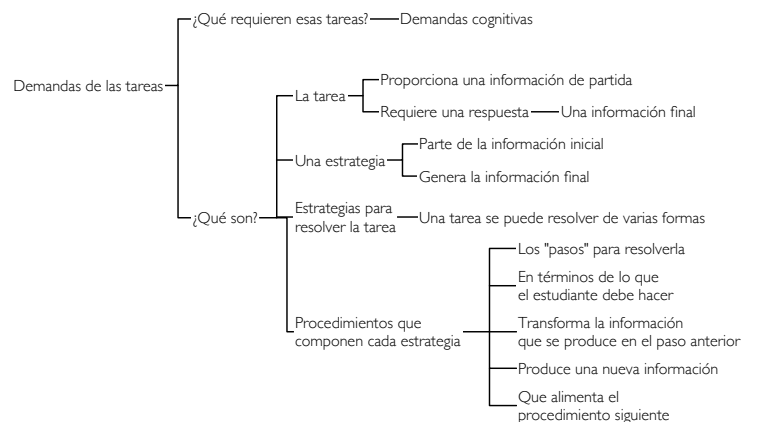 ¿Qué requieren esas tareas?
Demandas cognitivas
Demandas de las tareas
La tarea
Proporciona una información de partida
Requiere una respuesta
Una información final
Una estrategia
Parte de la información inicial
Genera la información final
¿Qué son?
Estrategias para
resolver la tarea
Una tarea se puede resolver de varias formas
Procedimientos que
componen cada estrategia
Los "pasos" para resolverla
En términos de lo que
el estudiante debe hacer
Transforma la información
que se produce en el paso anterior
Produce una nueva información
Que alimenta el
procedimiento siguiente